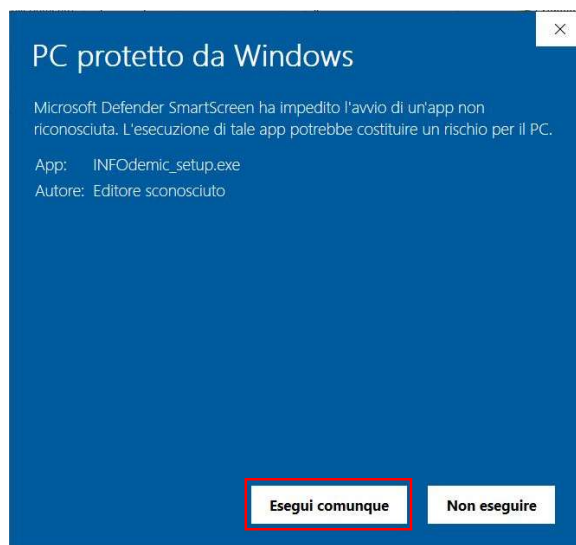 PC protetto da Windows
Microsoft Defender SmartScreen ha impedito l'avvio di un'app non
riconosciuta. L'esecuzione di tale app potrebbe costituire un rischio per il PC.
App: INFOdemic_setup.exe
Autore: Editore sconosciuto
Esegui comunque Non eseguire